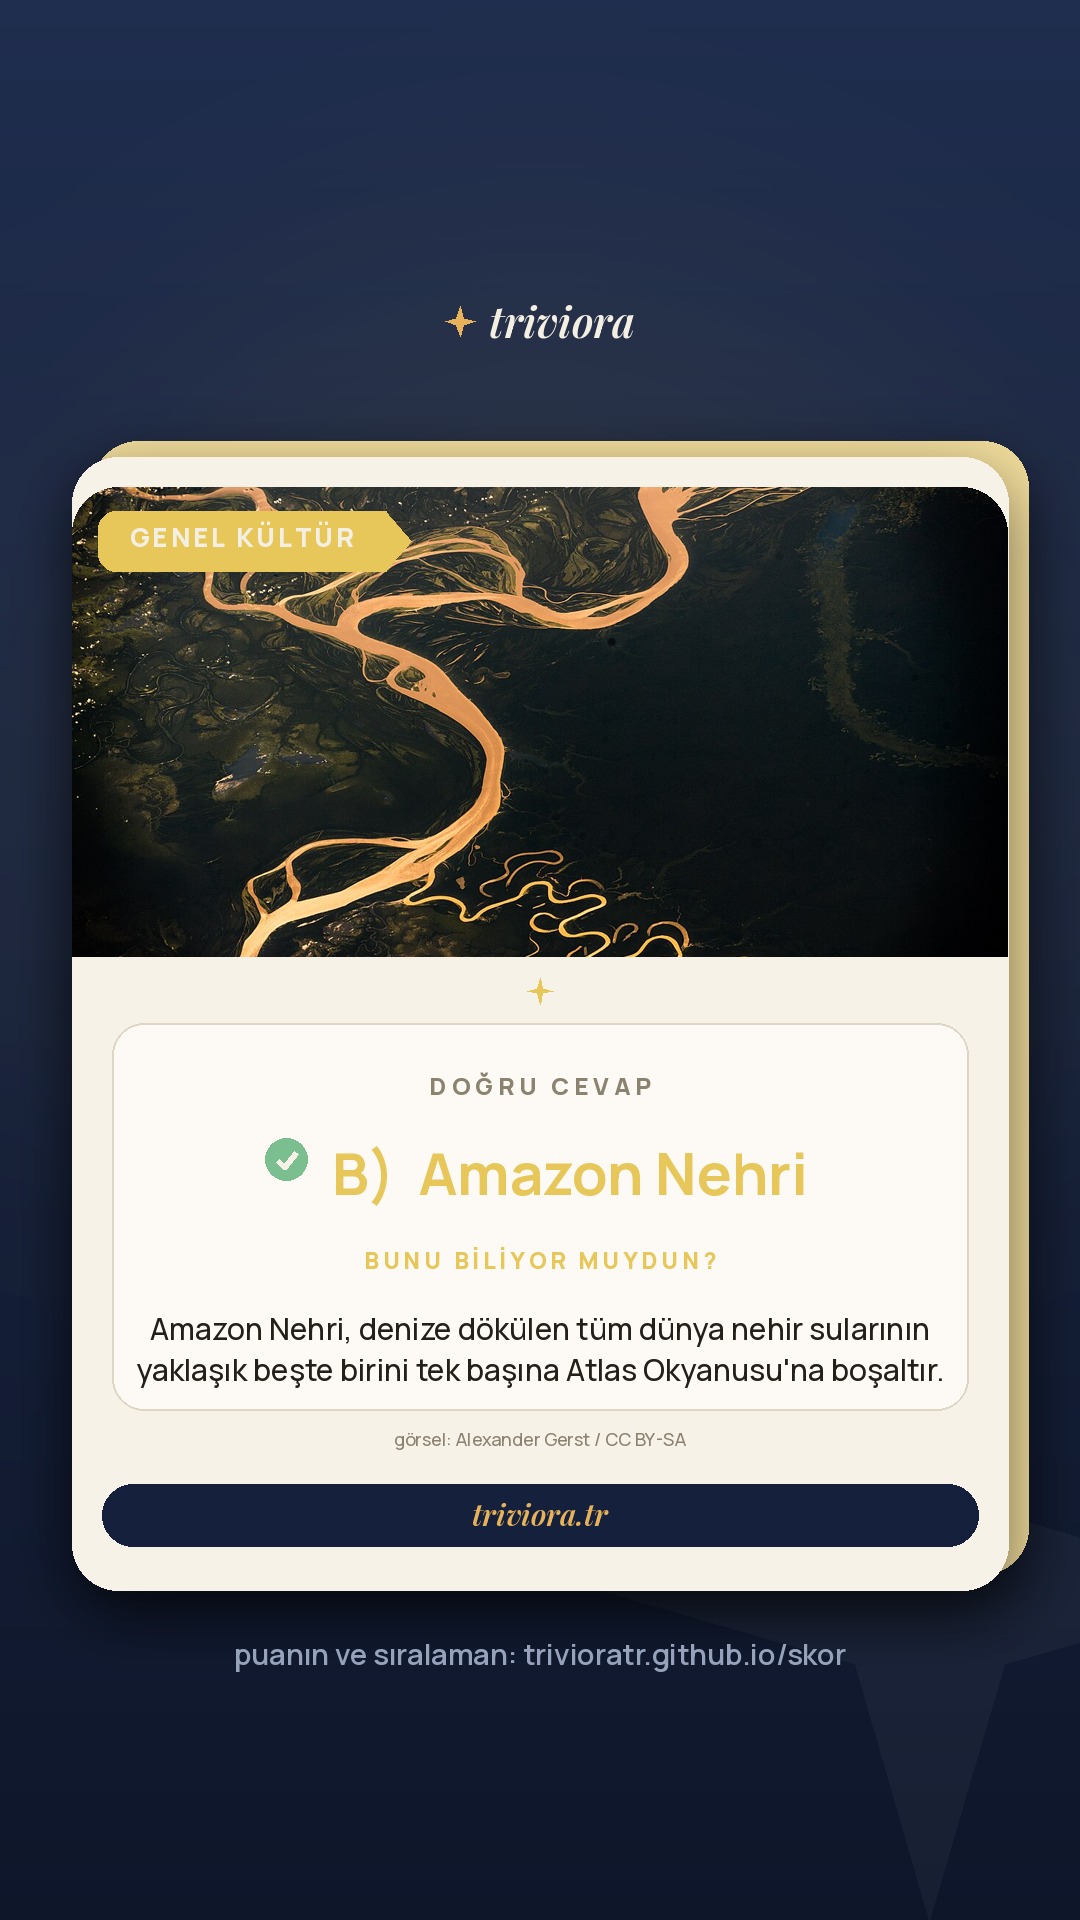 triviora
GENEL KÜLTÜR
DOĞRU CEVAP
B) Amazon Nehri
BUNU BİLİYOR MUYDUN?
Amazon Nehri, denize dökülen tüm dünya nehir sularının
yaklaşık beşte birini tek başına Atlas Okyanusu'na boşaltır.
görsel: Alexander Gerst / CC BY-SA
triviora.tr
puanın ve sıralaman: trivioratr.github.io/skor